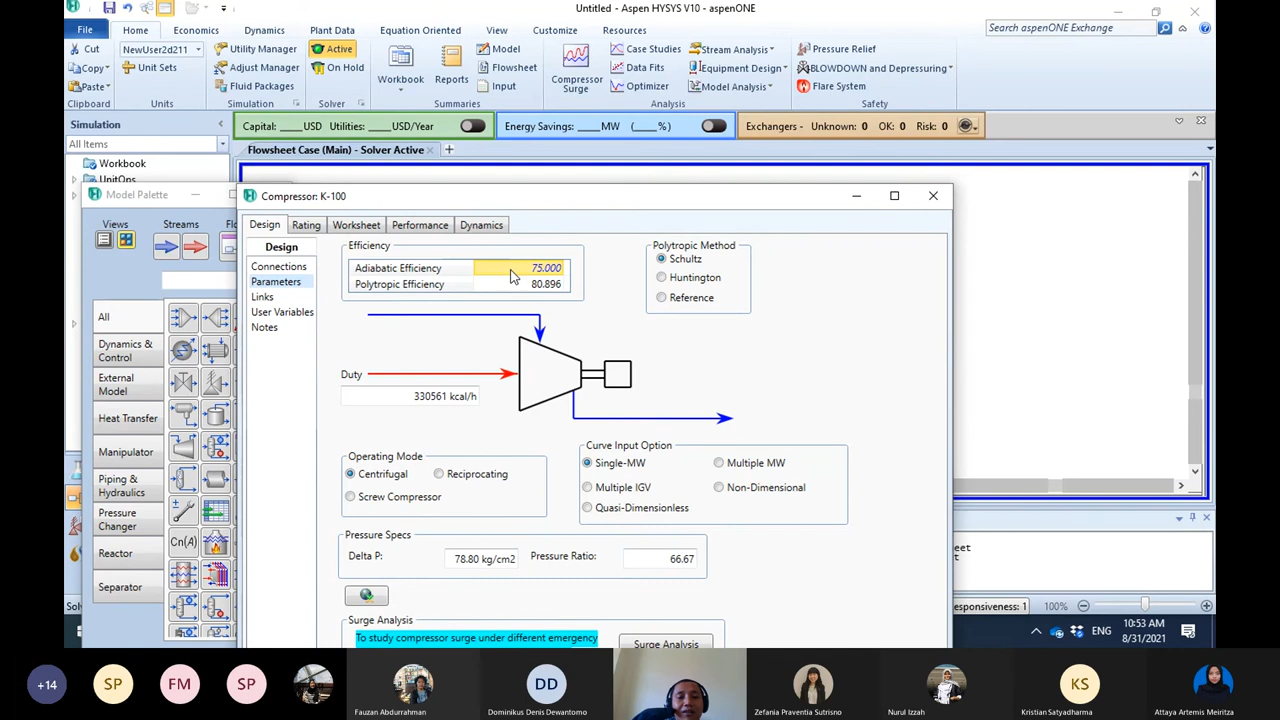 Untitled - Aspen HYSYS V10 - aspenONE
File
Home
Economics
Dynamics
Plant Data
Equation Oriented
View
Customize
Resources
Search aspenONE Exchange
Cut
Copy
Paste
Clipboard
NewUser2d211
Unit Sets
Units
Utility Manager
Adjust Manager
Fluid Packages
Simulation
Active
On Hold
Solver
Workbook
Reports
Model
Flowsheet
Input
Summaries
Compressor
Surge
Case Studies
Data Fits
Optimizer
Stream Analysis
Equipment Design
Model Analysis
Analysis
Pressure Relief
BLOWDOWN and Depressuring
Flare System
Safety
Simulation
Capital: ____USD Utilities: ____USD/Year
Energy Savings: ____MW (____%)
Exchangers - Unknown: 0 OK: 0 Risk: 0
All Items
Flowsheet Case (Main) - Solver Active
Workbook
UnitOps
Model Palette
Views
Streams
All
Dynamics &
Control
External
Model
Heat Transfer
Manipulator
Piping &
Hydraulics
Pressure
Changer
Reactor
Separator
Cn(A)
Compressor: K-100
Design
Rating
Worksheet
Performance
Dynamics
Design
Connections
Parameters
Links
User Variables
Notes
Efficiency
Adiabatic Efficiency 75.000
Polytropic Efficiency 80.896
Polytropic Method
Schultz
Huntington
Reference
Duty
330561 kcal/h
Operating Mode
Centrifugal
Reciprocating
Screw Compressor
Curve Input Option
Single-MW
Multiple MW
Multiple IGV
Non-Dimensional
Quasi-Dimensionless
Pressure Specs
Delta P: 78.80 kg/cm2 Pressure Ratio: 66.67
Surge Analysis
To study compressor surge under different emergency
Surge Analysis
esponsiveness: 1
100%
ENG
10:53 AM
8/31/2021
+14
SP
FM
SP
Fauzan Abdurrahman
DD
Dominikus Denis Dewantomo
Zefania Praventia Sutrisno
Nurul Izzah
KS
Kristian Satyadharma
Attaya Artemis Meiritza